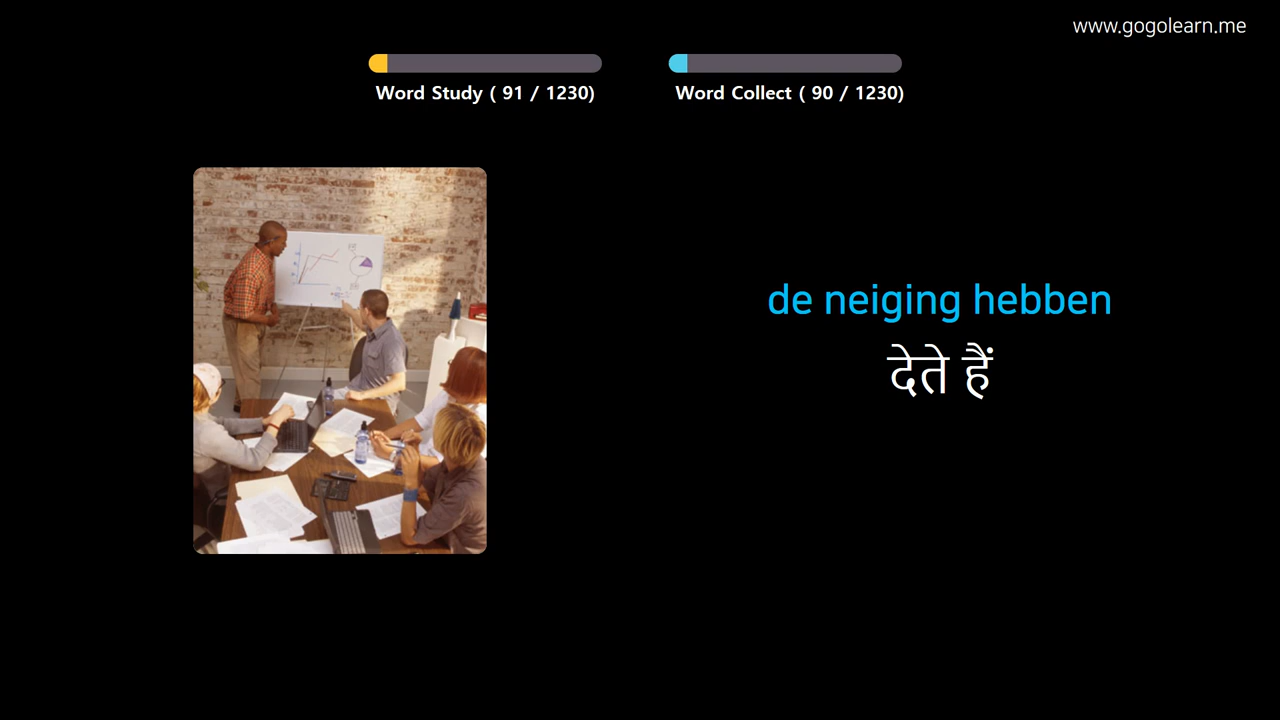 www.gogolearn.me
Word Study ( 91 / 1230)
Word Collect ( 90 / 1230)
de neiging hebben
देते हैं